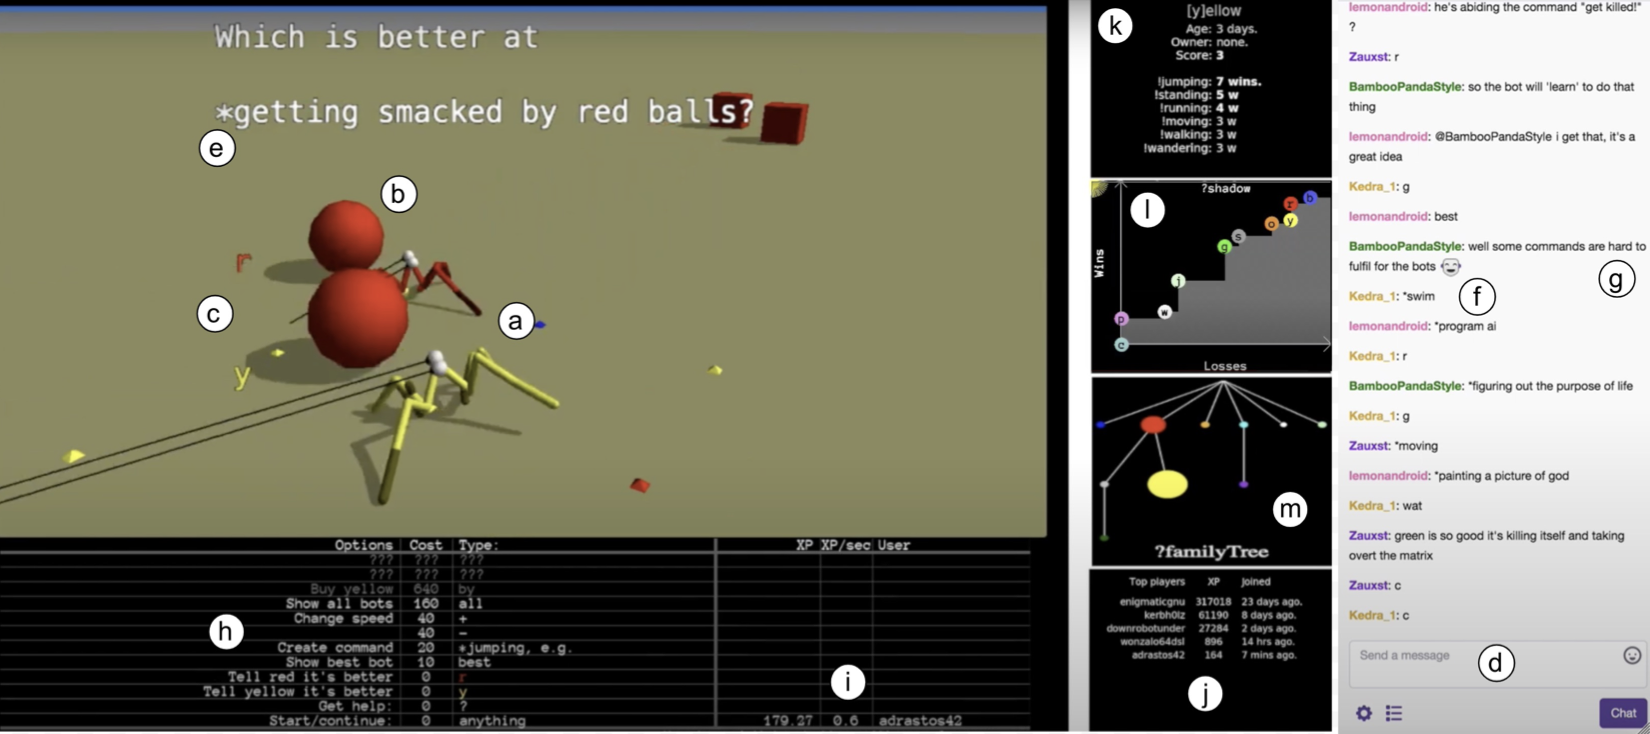 Which is better at
*getting smacked by red balls?
e
b
r
c
a
y
Options Cost Type: XP XP/sec User
??? ??? ???
??? ??? ???
Buy yellow 640 by
Show all bots 160 all
Change speed 40 +
h 40 -
Create command 20 *jumping, e.g.
Show best bot 10 best
Tell red it's better 0 r
Tell yellow it's better 0 y
i
Get help: 0 ?
Start/continue: 0 anything 179.27 0.6 adrastos42
k
[y]ellow
Age: 3 days.
Owner: none.
Score: 3
!jumping: 7 wins.
!standing: 5 w
!running: 4 w
!moving: 3 w
!walking: 3 w
!wandering: 3 w
?shadow
l
r b
o y
g s
Wins
j
p w
c
Losses
m
?familyTree
Top players XP Joined
enigmaticgnu 317018 23 days ago.
kerbh0lz 61190 8 days ago.
downrobotunder 27284 2 days ago.
wonzalo64dsl 896 14 hrs ago.
adrastos42 164 7 mins ago.
j
lemonandroid: he's abiding the command "get killed!"
?
Zauxst: r
BambooPandaStyle: so the bot will 'learn' to do that
thing
lemonandroid: @BambooPandaStyle i get that, it's a
great idea
Kedra_1: g
lemonandroid: best
BambooPandaStyle: well some commands are hard to
fulfil for the bots
g
Kedra_1: *swim
f
lemonandroid: *program ai
Kedra_1: r
BambooPandaStyle: *figuring out the purpose of life
Kedra_1: g
Zauxst: *moving
lemonandroid: *painting a picture of god
Kedra_1: wat
Zauxst: green is so good it's killing itself and taking
overt the matrix
Zauxst: c
Kedra_1: c
Send a message
d
Chat